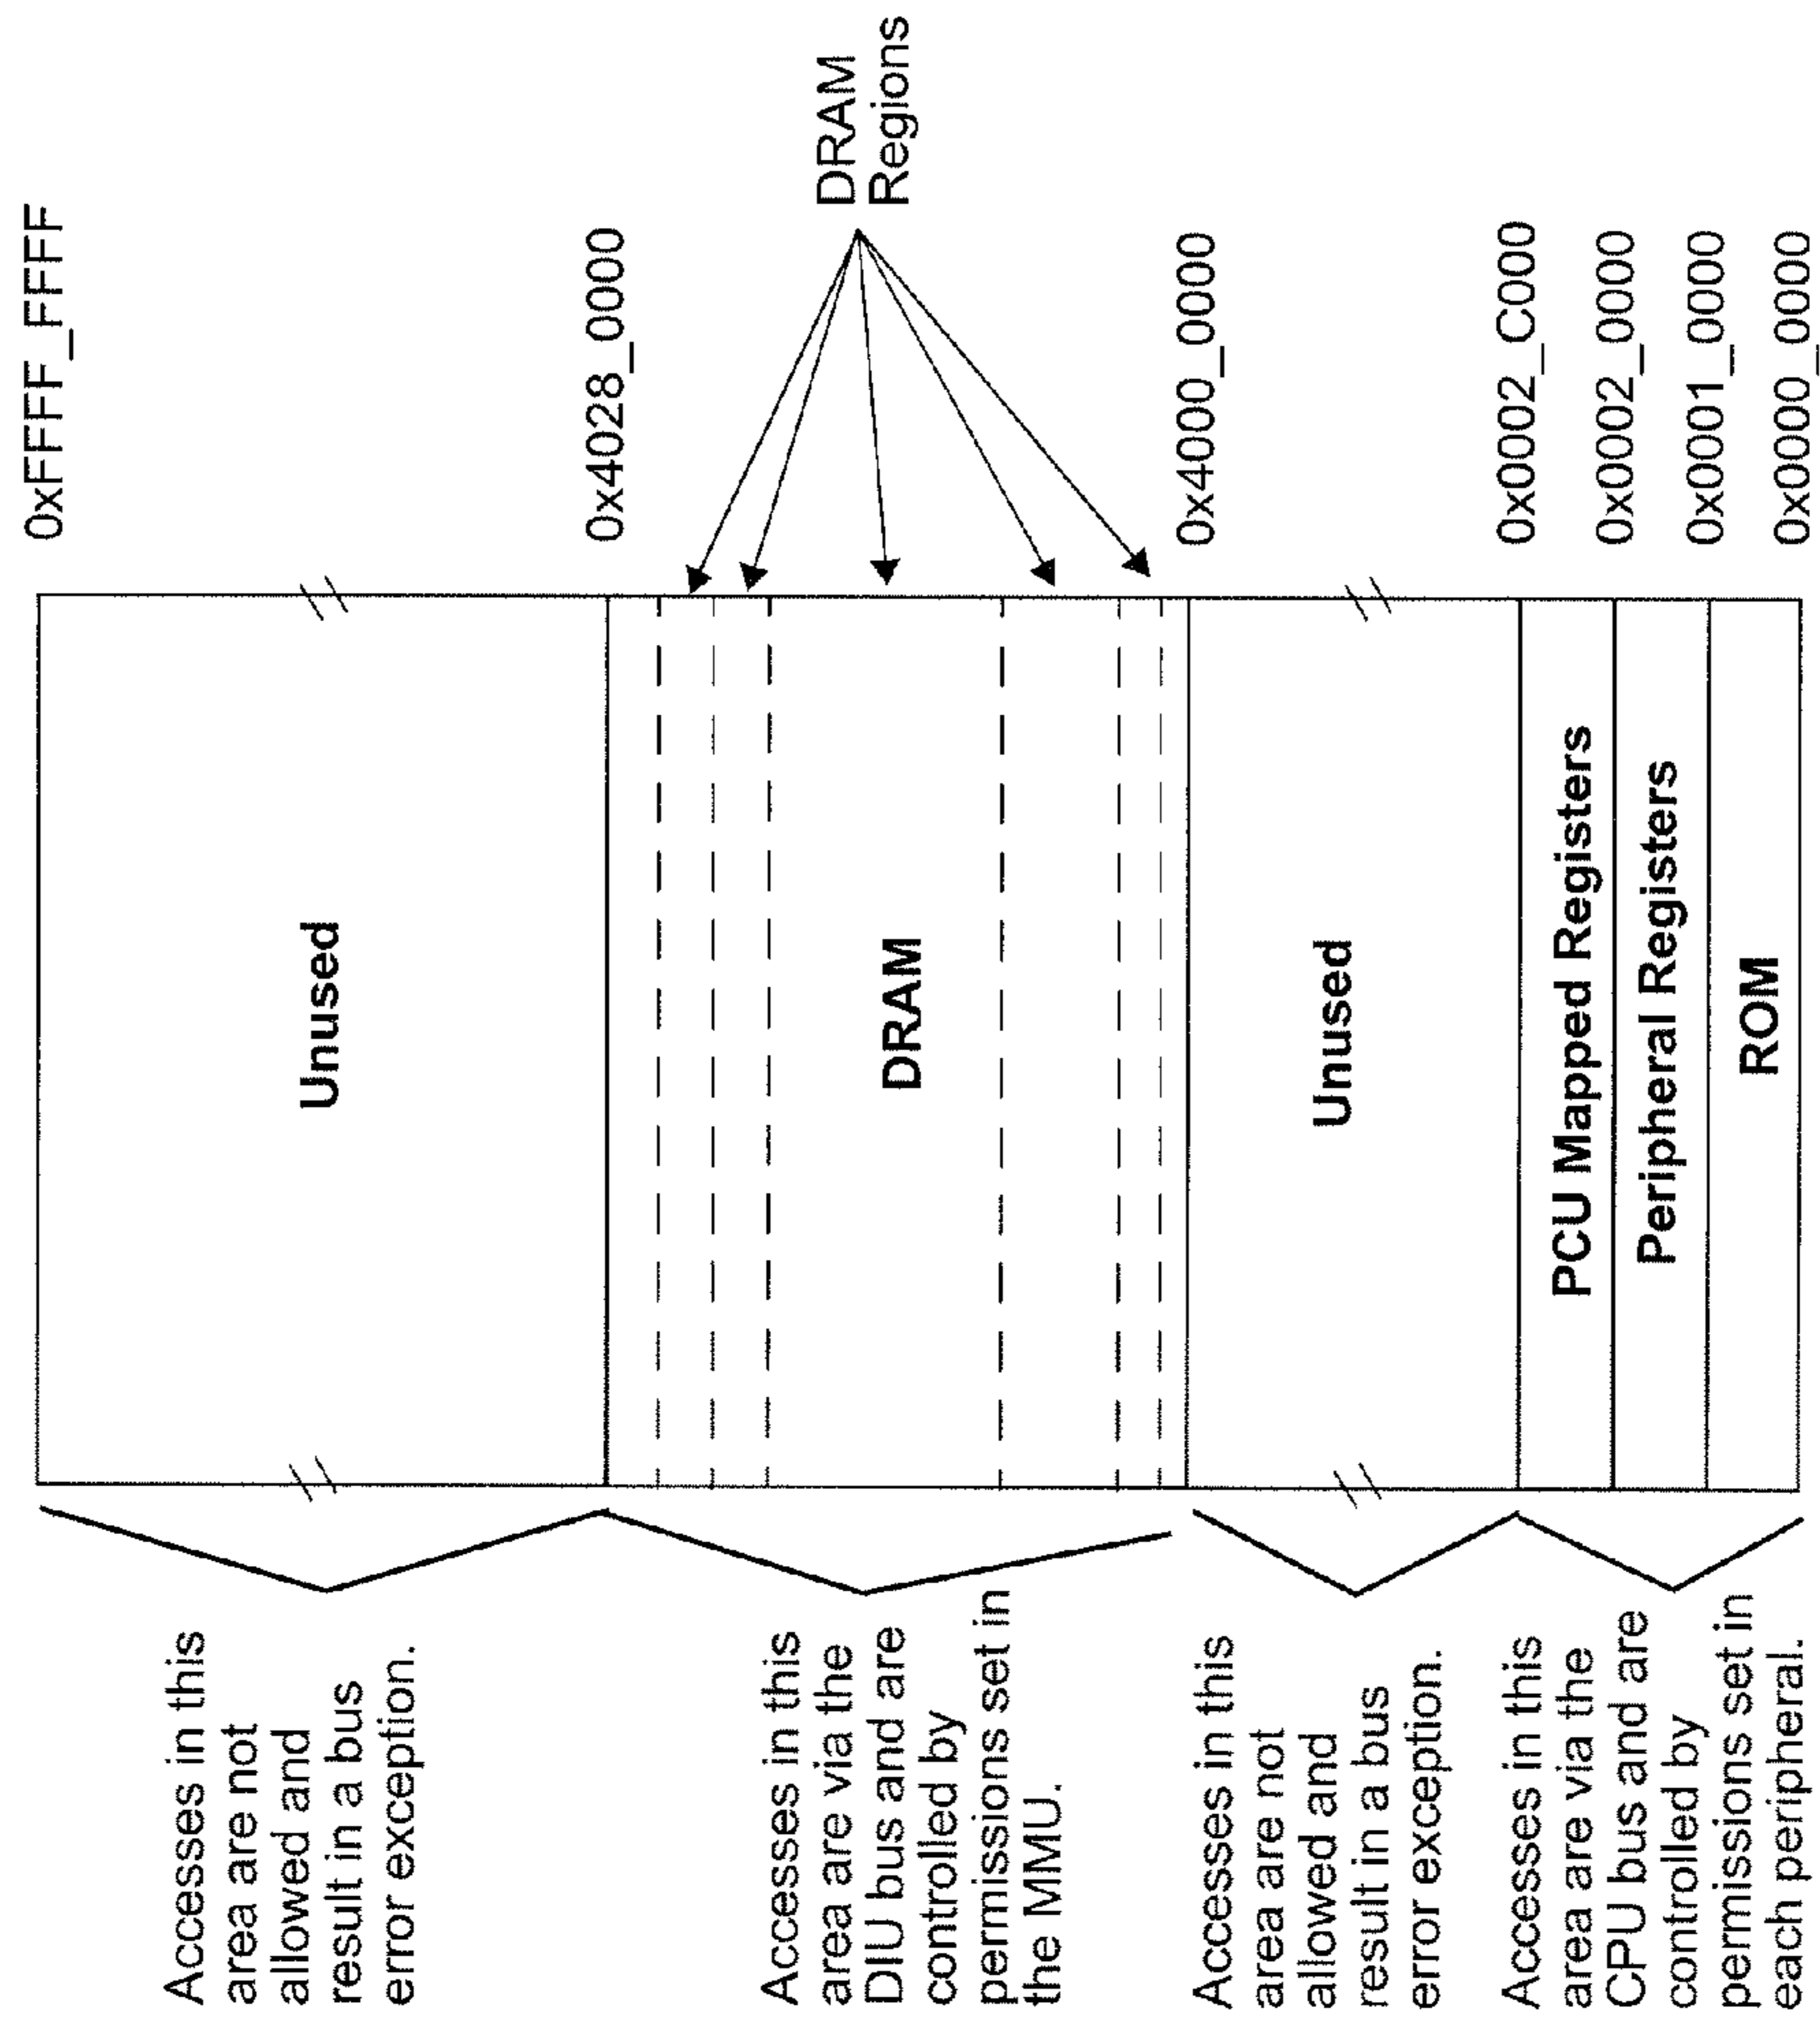 Accesses in this
area are not
allowed and
result in a bus
error exception.
Unused
0xFFFF_FFFF
0x4028_0000
Accesses in this
area are via the
DIU bus and are
controlled by
permissions set in
the MMU.
DRAM
DRAM
Regions
0x4000_0000
Accesses in this
area are not
allowed and
result in a bus
error exception.
Unused
0x0002_C000
Accesses in this
area are via the
CPU bus and are
controlled by
permissions set in
each peripheral.
PCU Mapped Registers
0x0002_0000
Peripheral Registers
0x0001_0000
ROM
0x0000_0000